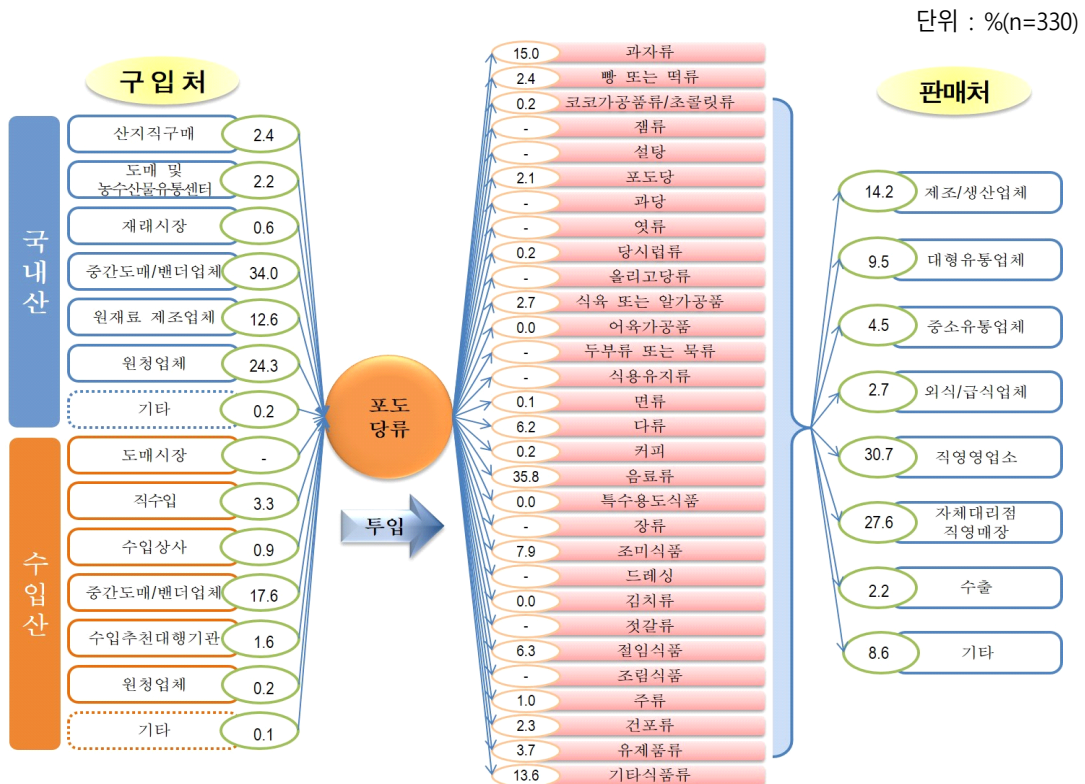 단위 : %(n=330)
구입처
국내산
산지직구매 2.4
도매 및
농수산물유통센터 2.2
재래시장 0.6
중간도매/밴더업체 34.0
원재료 제조업체 12.6
원청업체 24.3
기타 0.2
수입산
도매시장 -
직수입 3.3
수입상사 0.9
중간도매/밴더업체 17.6
수입추천대행기관 1.6
원청업체 0.2
기타 0.1
포도
당류
투입
15.0 과자류
2.4 빵 또는 떡류
0.2 코코가공품류/초콜릿류
- 잼류
- 설탕
2.1 포도당
- 과당
- 엿류
0.2 당시럽류
- 올리고당류
2.7 식육 또는 알가공품
0.0 어육가공품
- 두부류 또는 묵류
- 식용유지류
0.1 면류
6.2 다류
0.2 커피
35.8 음료류
0.0 특수용도식품
- 장류
7.9 조미식품
- 드레싱
0.0 김치류
- 젓갈류
6.3 절임식품
- 조림식품
1.0 주류
2.3 건포류
3.7 유제품류
13.6 기타식품류
판매처
14.2 제조/생산업체
9.5 대형유통업체
4.5 중소유통업체
2.7 외식/급식업체
30.7 직영영업소
27.6 자체대리점
직영매장
2.2 수출
8.6 기타